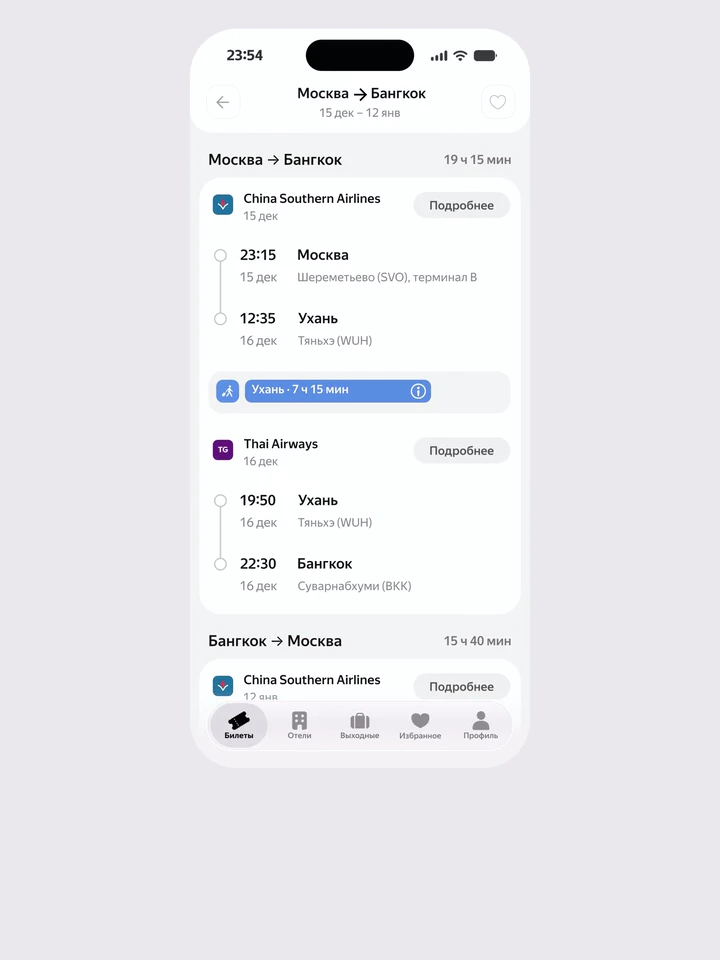 23:54
Москва → Бангкок
15 дек – 12 янв
Москва → Бангкок
19 ч 15 мин
China Southern Airlines
15 дек
Подробнее
23:15 Москва
15 дек Шереметьево (SVO), терминал B
12:35 Ухань
16 дек Тяньхэ (WUH)
Ухань · 7 ч 15 мин
TG
Thai Airways
16 дек
Подробнее
19:50 Ухань
16 дек Тяньхэ (WUH)
22:30 Бангкок
16 дек Суварнабхуми (BKK)
Бангкок → Москва
15 ч 40 мин
China Southern Airlines
12 янв
Подробнее
Билеты
Отели
Выходные
Избранное
Профиль